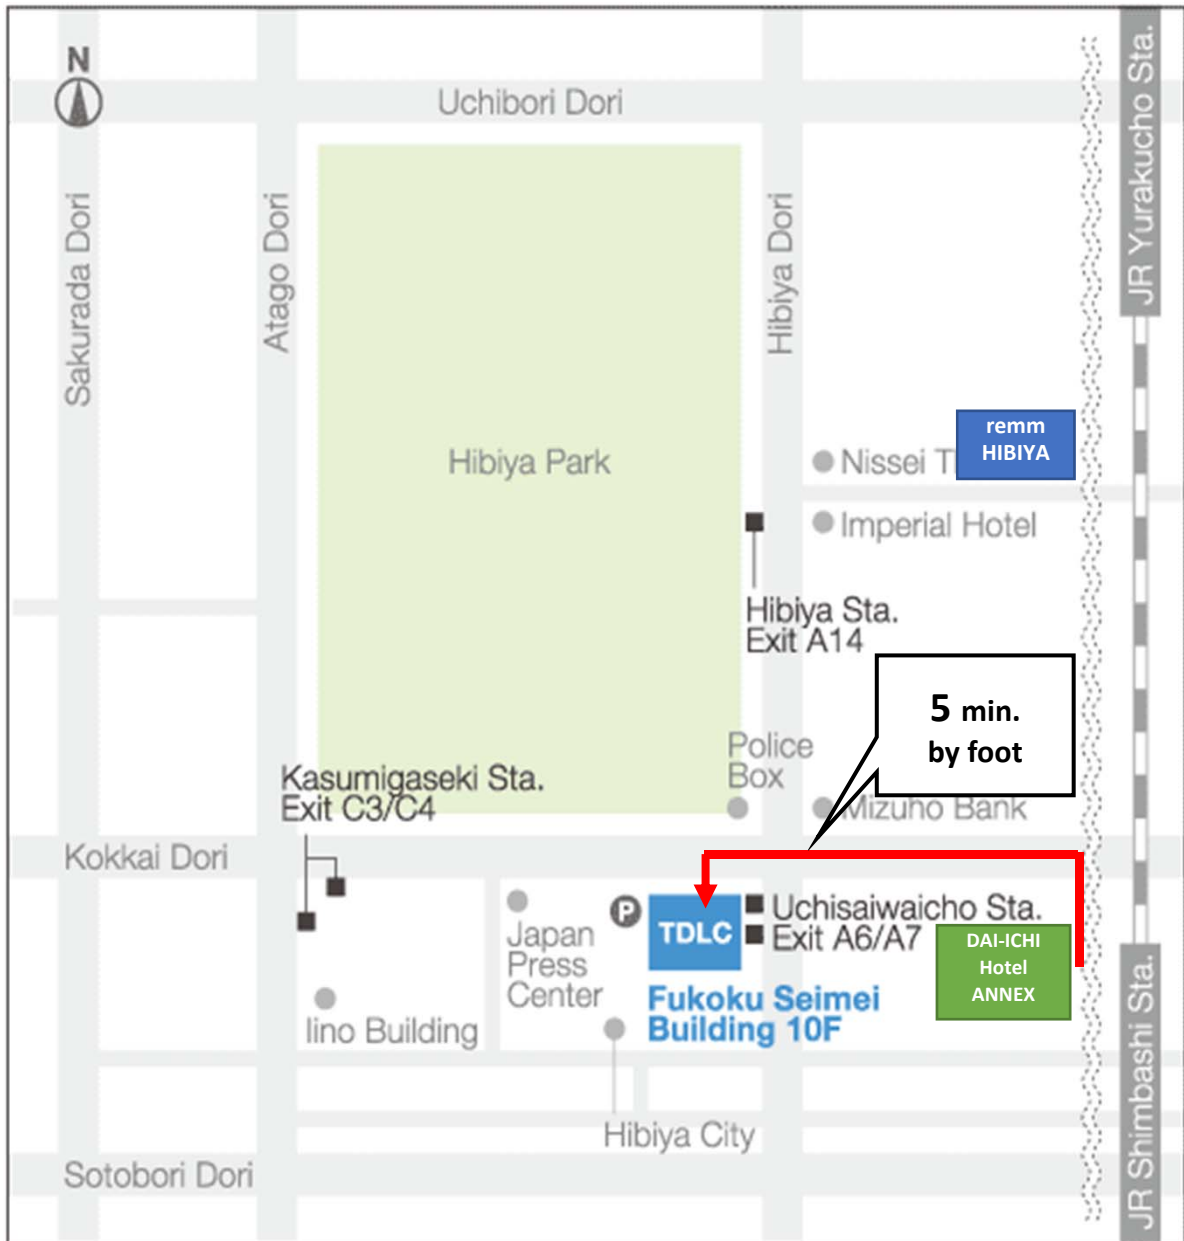 N
Uchibori Dori
JR Yurakucho Sta.
Sakurada Dori
Atago Dori
Hibiya Dori
remm
HIBIYA
Hibiya Park
Nissei
Imperial Hotel
Hibiya Sta.
Exit A14
5 min.
by foot
Police
Box
Kasumigaseki Sta.
Exit C3/C4
Mizuho Bank
Kokkai Dori
P
TDLC
Uchisaiwaicho Sta.
Exit A6/A7
Japan
Press
Center
DAI-ICHI
Hotel
ANNEX
Fukoku Seimei
Building 10F
Iino Building
JR Shimbashi Sta.
Hibiya City
Sotobori Dori